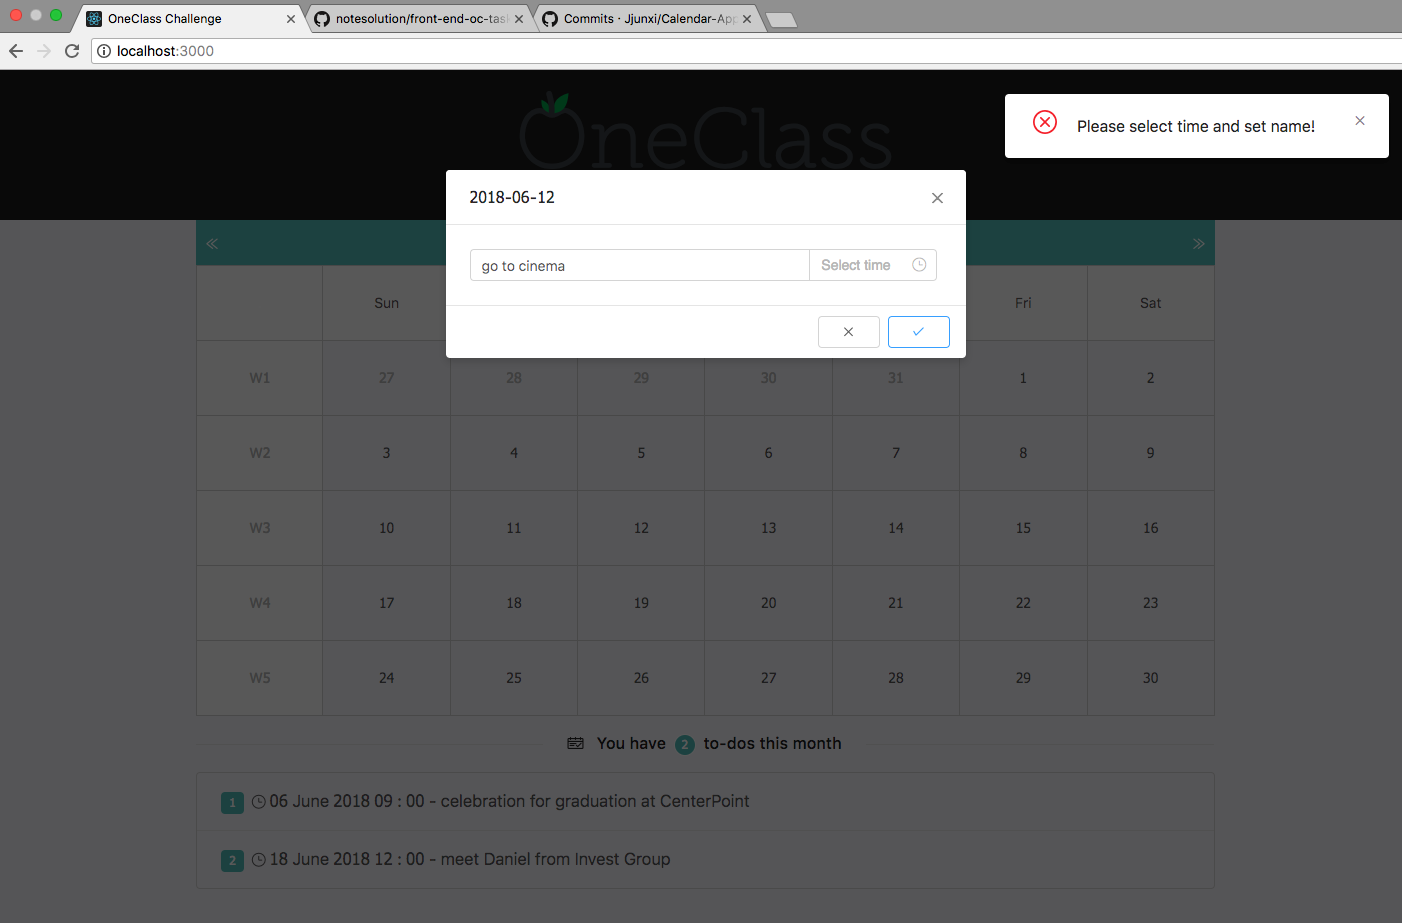 OneClass Challenge
notesolution/front-end-oc-task
Commits · Jjunxi/Calendar-App
localhost:3000
OneClass
Please select time and set name!
2018-06-12
go to cinema Select time
Sun Fri Sat
W1 27 28 29 30 31 1 2
W2 3 4 5 6 7 8 9
W3 10 11 12 13 14 15 16
W4 17 18 19 20 21 22 23
W5 24 25 26 27 28 29 30
You have 2 to-dos this month
1 06 June 2018 09 : 00 - celebration for graduation at CenterPoint
2 18 June 2018 12 : 00 - meet Daniel from Invest Group